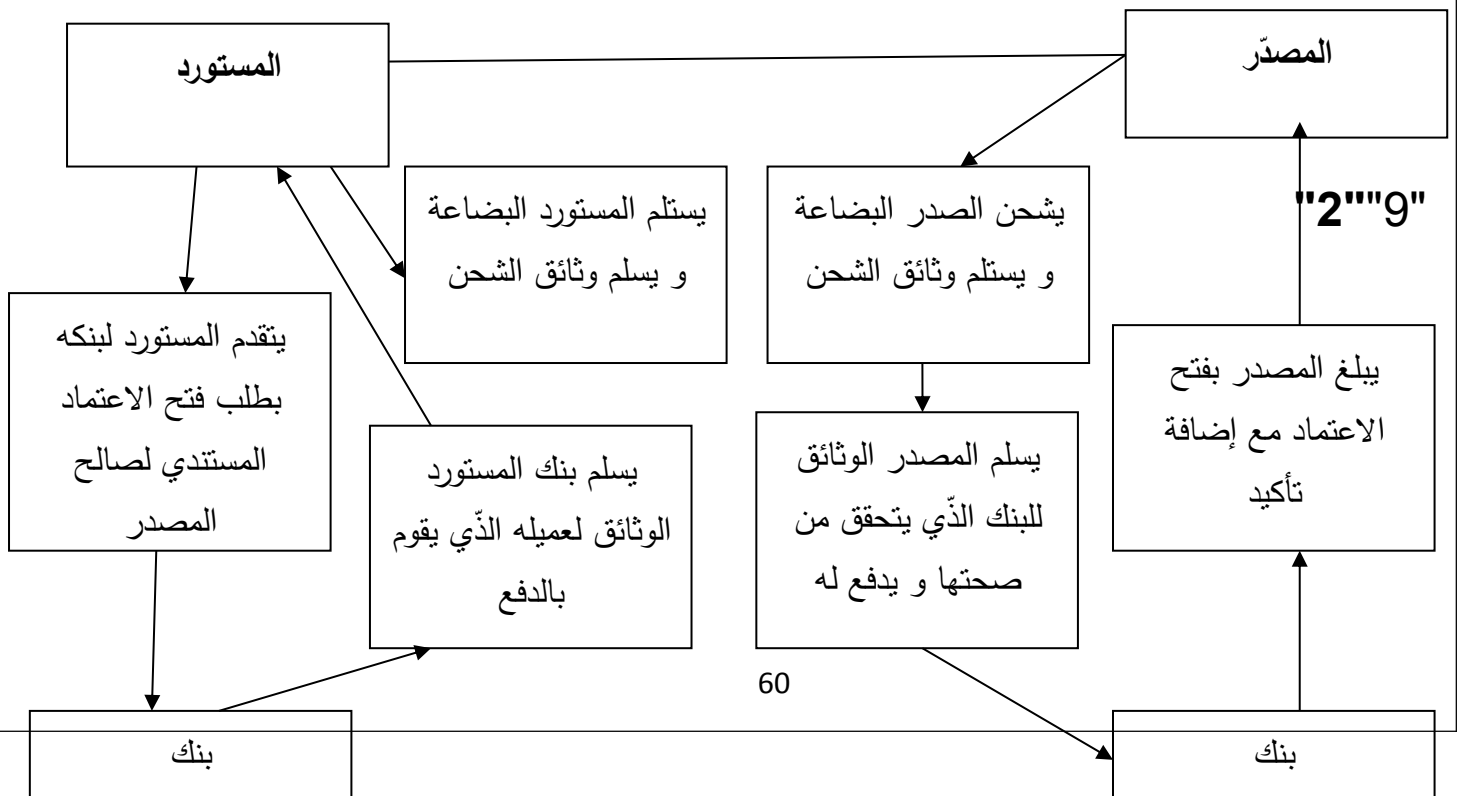 المصدّر
المستورد
يشحن الصدر البضاعة
و يستلم وثائق الشحن
يستلم المستورد البضاعة
و يسلم وثائق الشحن
"2""9"
يبلغ المصدر بفتح
الاعتماد مع إضافة
تأكيد
يتقدم المستورد لبنكه
بطلب فتح الاعتماد
المستندي لصالح
المصدر
يسلم المصدر الوثائق
للبنك الذّي يتحقق من
صحتها و يدفع له
يسلم بنك المستورد
الوثائق لعميله الذّي يقوم
بالدفع
60
بنك
بنك